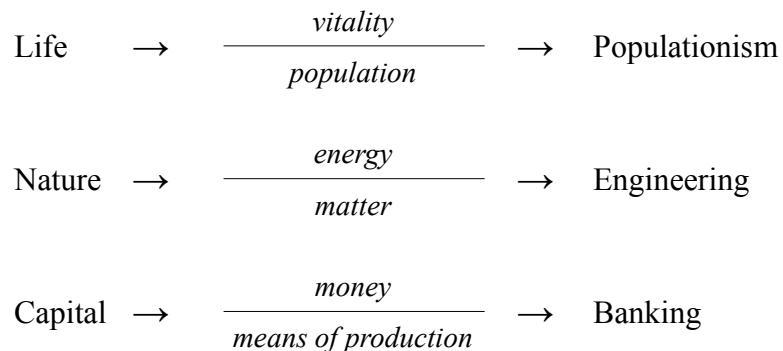 vitality
Life → → Populationism
population
energy
Nature → → Engineering
matter
money
Capital → → Banking
means of production